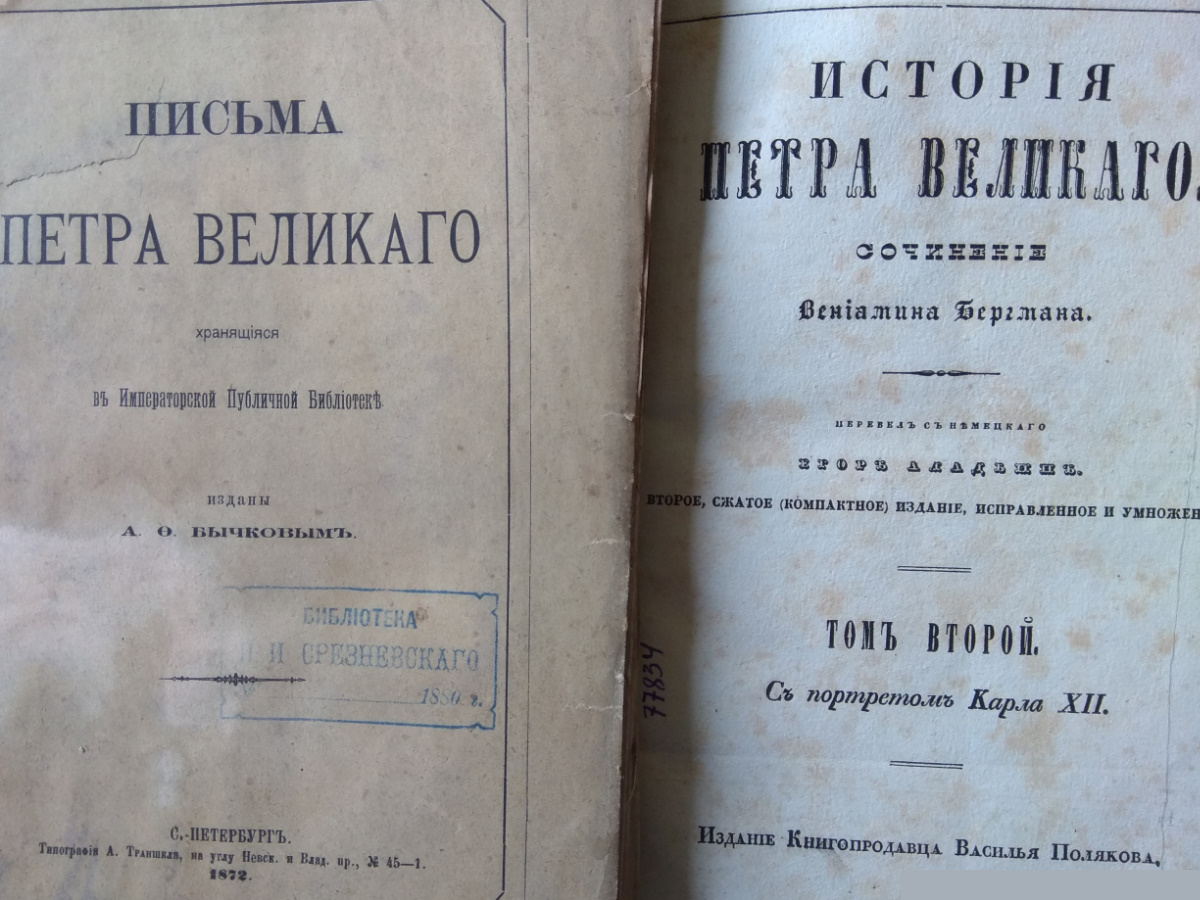 ПИСЬМА
ПЕТРА ВЕЛИКАГО
хранящіяся
въ Императорской Публичной Библіотекѣ
изданы
А. Ѳ. БЫЧКОВЫМЪ.
БИБЛІОТЕКА
И И СРЕЗНЕВСКАГО
1880 г.
С.-ПЕТЕРБУРГЪ.
Типографія А. Траншеля, на углу Невск. и Влад. пр., № 45—1.
1872.
77834
ИСТОРІЯ
ПЕТРА ВЕЛИКАГО.
СОЧИНЕНІЕ
Веніамина Бергмана.
ПЕРЕВЕЛЪ СЪ НѢМЕЦКАГО
ЕГОРЪ АЛАДЬИНЪ.
ВТОРОЕ, СЖАТОЕ (КОМПАКТНОЕ) ИЗДАНІЕ, ИСПРАВЛЕННОЕ И УМНОЖЕН
ТОМЪ ВТОРОЙ.
Съ портретомъ Карла XII.
Изданіе Книгопродавца Василья Полякова,